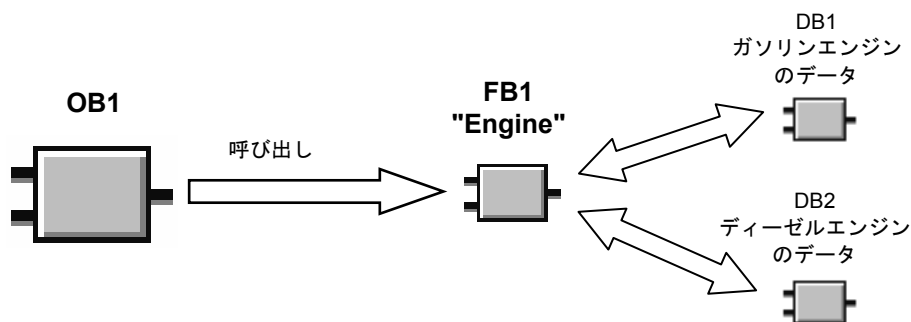 OB1
呼び出し
FB1
"Engine"
DB1
ガソリンエンジン
のデータ
DB2
ディーゼルエンジン
のデータ